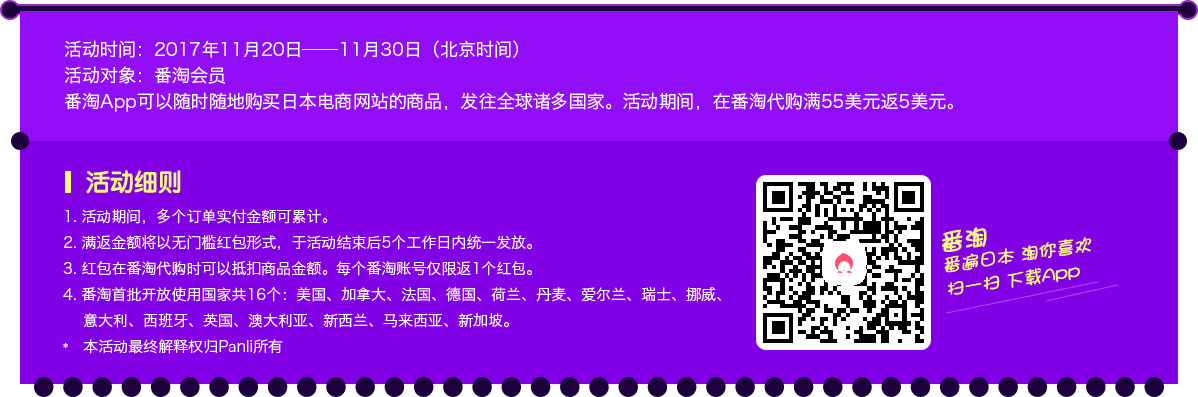 活动时间：2017年11月20日——11月30日（北京时间）
活动对象：番淘会员
番淘App可以随时随地购买日本电商网站的商品，发往全球诸多国家。活动期间，在番淘代购满55美元返5美元。
活动细则
1. 活动期间，多个订单实付金额可累计。
2. 满返金额将以无门槛红包形式，于活动结束后5个工作日内统一发放。
3. 红包在番淘代购时可以抵扣商品金额。每个番淘账号仅限返1个红包。
4. 番淘首批开放使用国家共16个：美国、加拿大、法国、德国、荷兰、丹麦、爱尔兰、瑞士、挪威、
意大利、西班牙、英国、澳大利亚、新西兰、马来西亚、新加坡。
* 本活动最终解释权归Panli所有
番淘
番遍日本 淘你喜欢
扫一扫 下载App